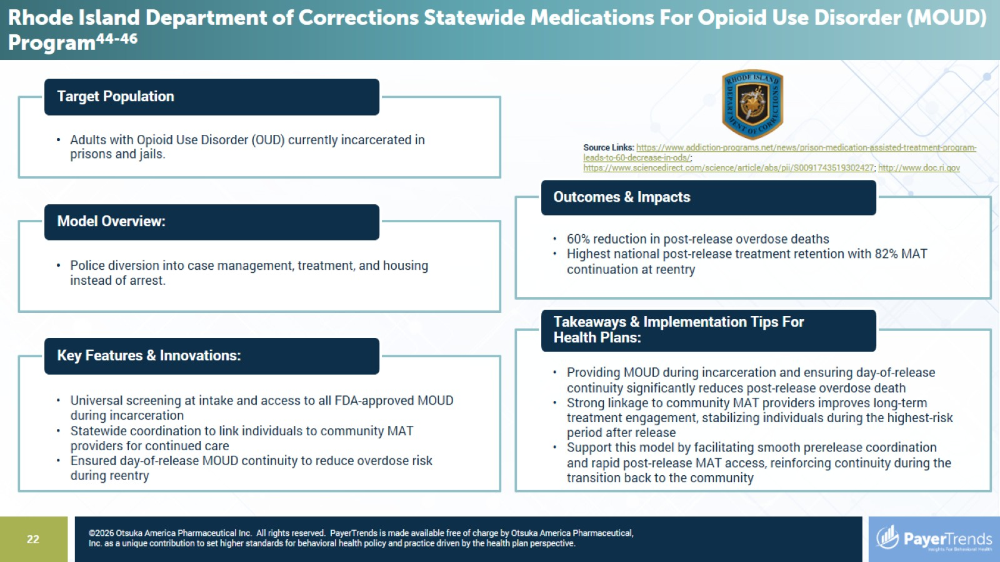 Rhode Island Department of Corrections Statewide Medications For Opioid Use Disorder (MOUD)
Program44-46
Target Population
• Adults with Opioid Use Disorder (OUD) currently incarcerated in
prisons and jails.
Model Overview:
• Police diversion into case management, treatment, and housing
instead of arrest.
Key Features & Innovations:
• Universal screening at intake and access to all FDA-approved MOUD
during incarceration
• Statewide coordination to link individuals to community MAT
providers for continued care
• Ensured day-of-release MOUD continuity to reduce overdose risk
during reentry
RHODE ISLAND
DEPARTMENT OF CORRECTIONS
Source Links: https://www.addiction-programs.net/news/prison-medication-assisted-treatment-program-
leads-to-60-decrease-in-ods/;
https://www.sciencedirect.com/science/article/abs/pii/S0091743519302427; http://www.doc.ri.gov
Outcomes & Impacts
• 60% reduction in post-release overdose deaths
• Highest national post-release treatment retention with 82% MAT
continuation at reentry
Takeaways & Implementation Tips For
Health Plans:
• Providing MOUD during incarceration and ensuring day-of-release
continuity significantly reduces post-release overdose death
• Strong linkage to community MAT providers improves long-term
treatment engagement, stabilizing individuals during the highest-risk
period after release
• Support this model by facilitating smooth prerelease coordination
and rapid post-release MAT access, reinforcing continuity during the
transition back to the community
22
©2026 Otsuka America Pharmaceutical Inc. All rights reserved. PayerTrends is made available free of charge by Otsuka America Pharmaceutical,
Inc. as a unique contribution to set higher standards for behavioral health policy and practice driven by the health plan perspective.
PayerTrends
Insights For Behavioral Health